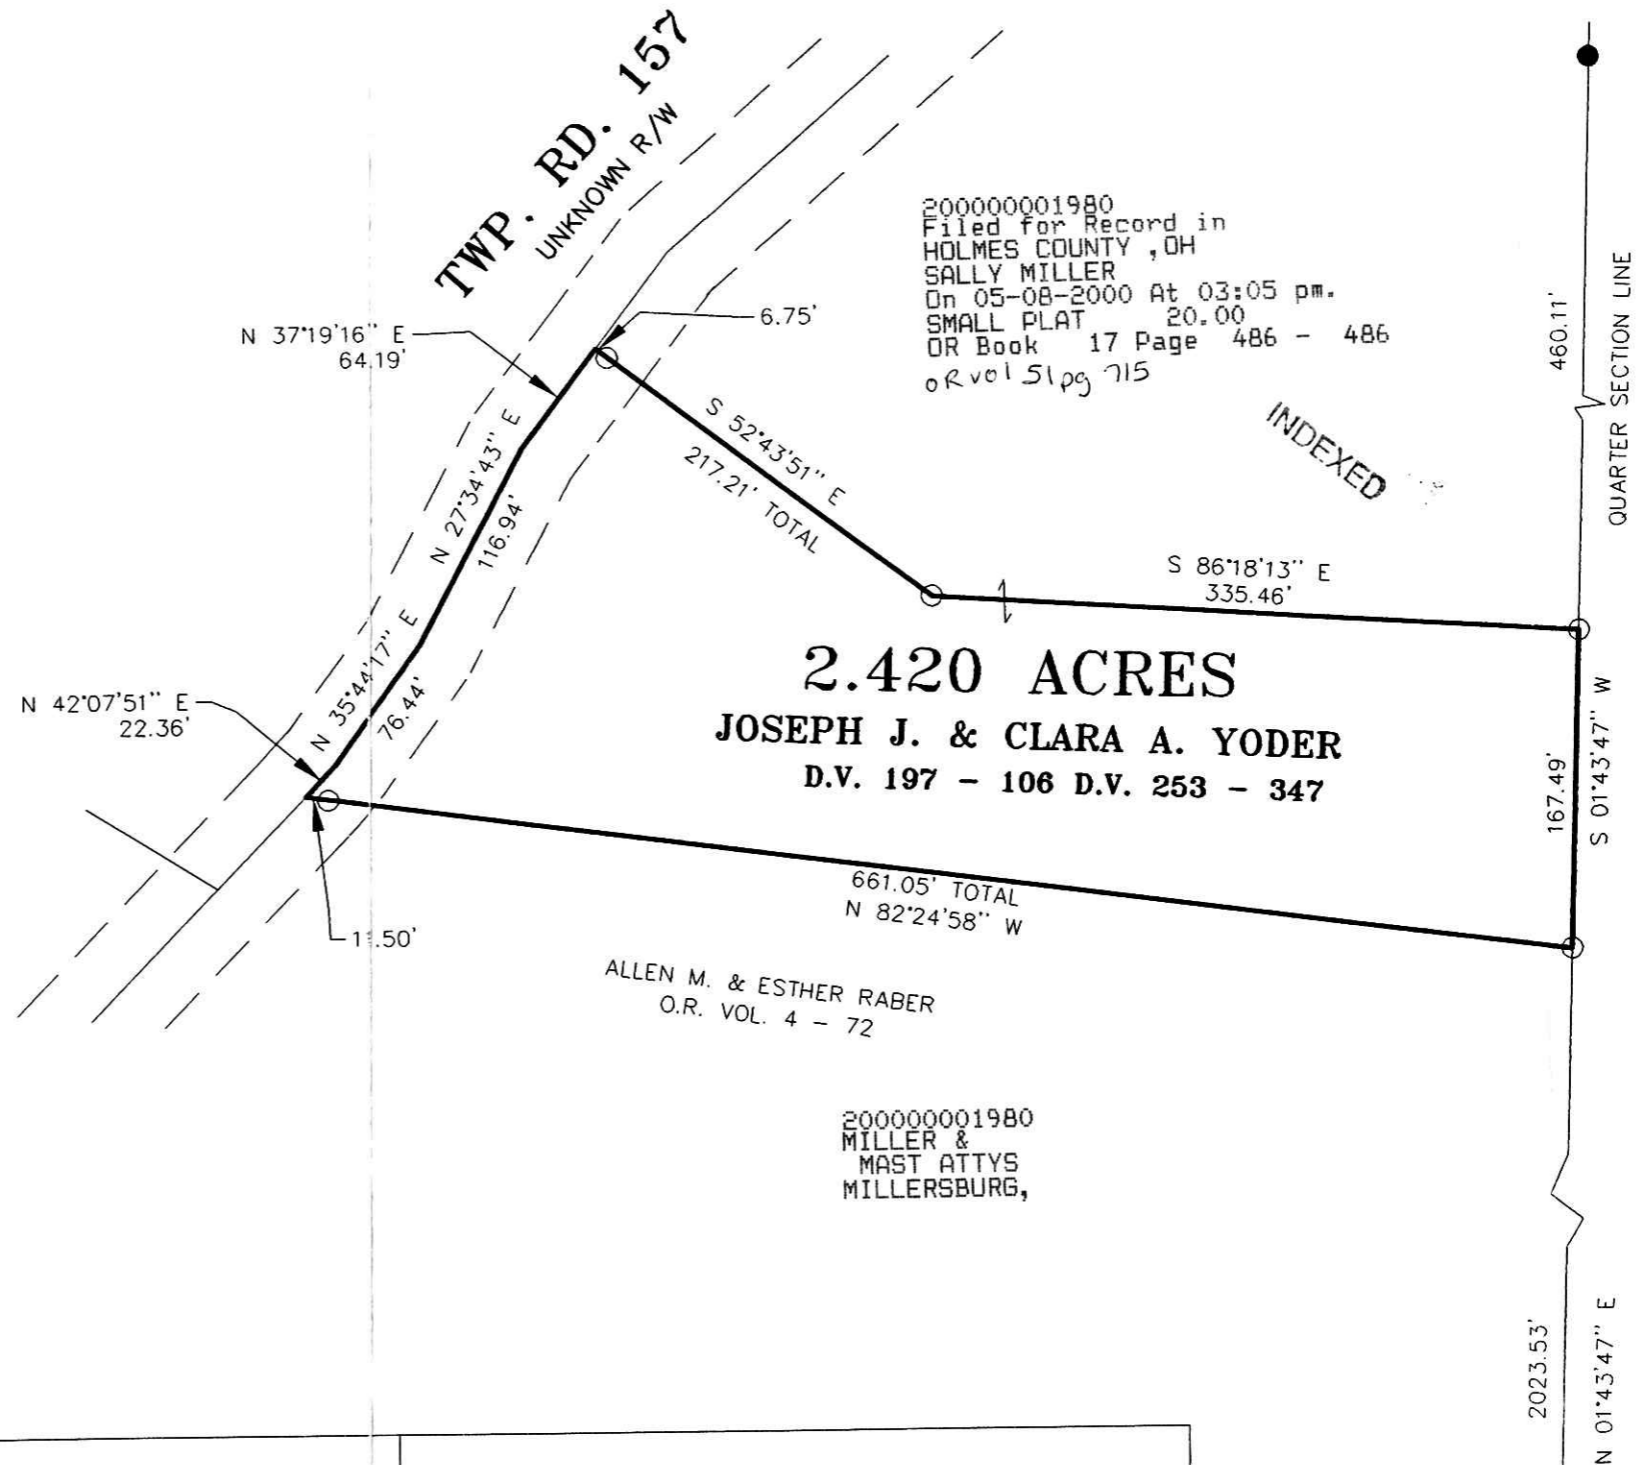 TWP. RD. 157
UNKNOWN R/W
200000001980
Filed for Record in
HOLMES COUNTY ,OH
SALLY MILLER
On 05-08-2000 At 03:05 pm.
SMALL PLAT 20.00
OR Book 17 Page 486 - 486
OR vol 51 pg 715
INDEXED
460.11'
QUARTER SECTION LINE
N 37°19'16" E
64.19'
6.75'
S 52°43'51" E
217.21' TOTAL
N 27°34'43" E
116.94'
S 86°18'13" E
335.46'
2.420 ACRES
JOSEPH J. & CLARA A. YODER
D.V. 197 - 106 D.V. 253 - 347
N 35°44'17" E
76.44'
N 42°07'51" E
22.36'
167.49'
S 01°43'47" W
661.05' TOTAL
N 82°24'58" W
11.50'
ALLEN M. & ESTHER RABER
O.R. VOL. 4 - 72
200000001980
MILLER &
MAST ATTYS
MILLERSBURG,
2023.53'
N 01°43'47" E